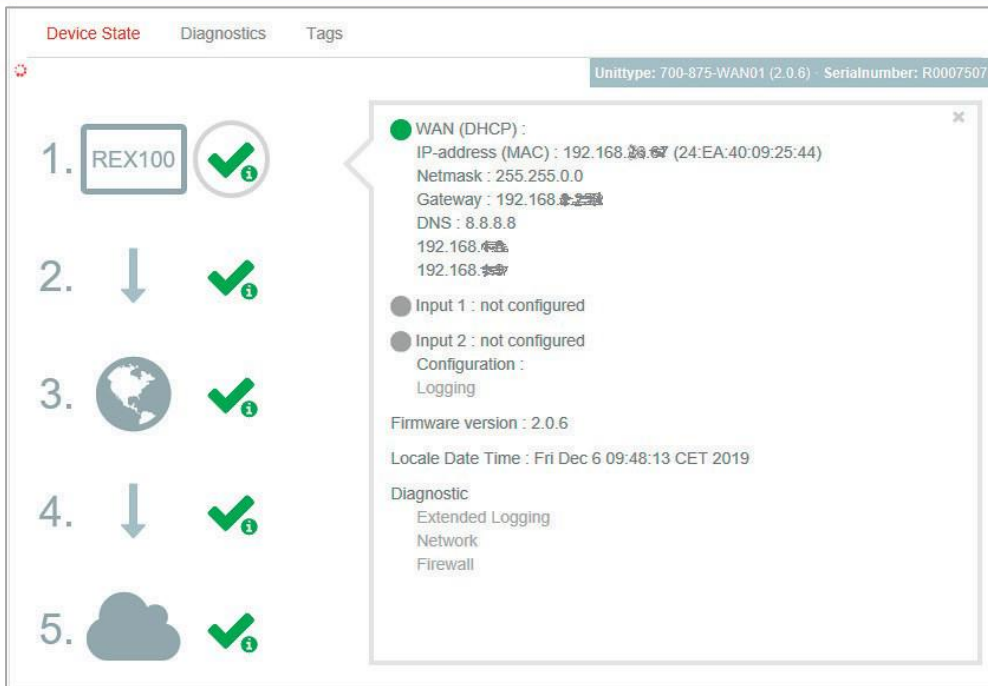 Device State Diagnostics Tags
Unittype: 700-875-WAN01 (2.0.6) - Serialnumber: R0007507
1. REX100
WAN (DHCP) :
IP-address (MAC) : 192.168. (24:EA:40:09:25:44)
Netmask : 255.255.0.0
Gateway : 192.168.
DNS : 8.8.8.8
192.168.
192.168.
2.
Input 1 : not configured
Input 2 : not configured
Configuration :
Logging
3.
Firmware version : 2.0.6
Locale Date Time : Fri Dec 6 09:48:13 CET 2019
Diagnostic
Extended Logging
Network
Firewall
4.
5.